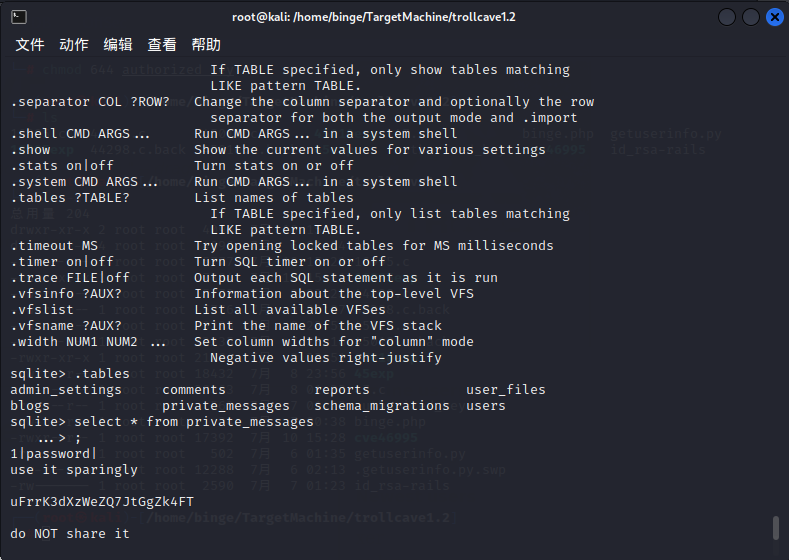 root@kali: /home/binge/TargetMachine/trollcave1.2
文件 动作 编辑 查看 帮助
If TABLE specified, only show tables matching
LIKE pattern TABLE.
.separator COL ?ROW? Change the column separator and optionally the row
separator for both the output mode and .import
.shell CMD ARGS... Run CMD ARGS... in a system shell
.show Show the current values for various settings
.stats on|off Turn stats on or off
.system CMD ARGS... Run CMD ARGS... in a system shell
.tables ?TABLE? List names of tables
If TABLE specified, only list tables matching
LIKE pattern TABLE.
.timeout MS Try opening locked tables for MS milliseconds
.timer on|off Turn SQL timer on or off
.trace FILE|off Output each SQL statement as it is run
.vfsinfo ?AUX? Information about the top-level VFS
.vfslist List all available VFSes
.vfsname ?AUX? Print the name of the VFS stack
.width NUM1 NUM2 ... Set column widths for "column" mode
Negative values right-justify
sqlite> .tables
admin_settings comments reports user_files
blogs private_messages schema_migrations users
sqlite> select * from private_messages
...> ;
1|password|
use it sparingly
uFrrK3dXzWeZQ7JtGgZk4FT
do NOT share it